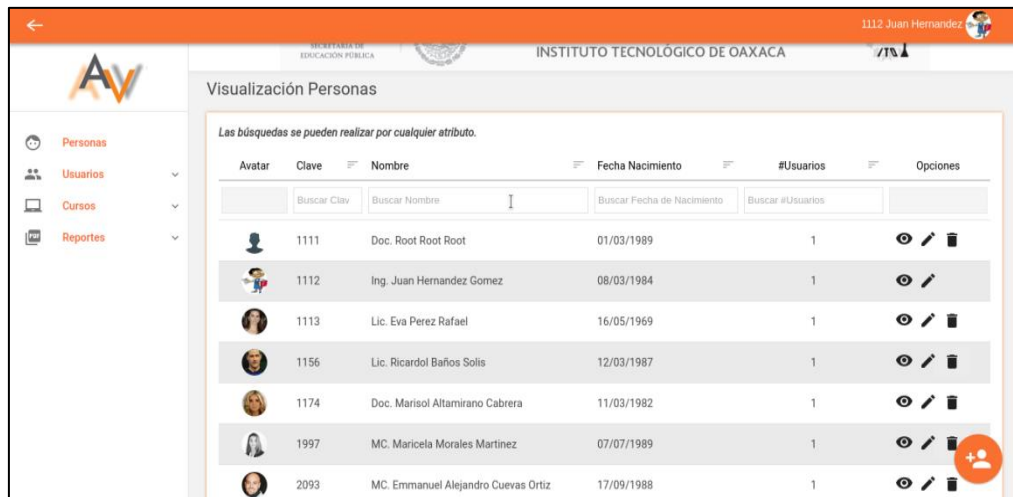 1112 Juan Hernandez
SECRETARÍA DE
EDUCACIÓN PÚBLICA
INSTITUTO TECNOLÓGICO DE OAXACA
AV
Personas
Usuarios
Cursos
PDF Reportes
Visualización Personas
Las búsquedas se pueden realizar por cualquier atributo.
Avatar Clave Nombre Fecha Nacimiento #Usuarios Opciones
Buscar Clav Buscar Nombre Buscar Fecha de Nacimiento Buscar #Usuarios
1111 Doc. Root Root Root 01/03/1989 1
1112 Ing. Juan Hernandez Gomez 08/03/1984 1
1113 Lic. Eva Perez Rafael 16/05/1969 1
1156 Lic. Ricardol Baños Solis 12/03/1987 1
1174 Doc. Marisol Altamirano Cabrera 11/03/1982 1
1997 MC. Maricela Morales Martinez 07/07/1989 1
2093 MC. Emmanuel Alejandro Cuevas Ortiz 17/09/1988 1